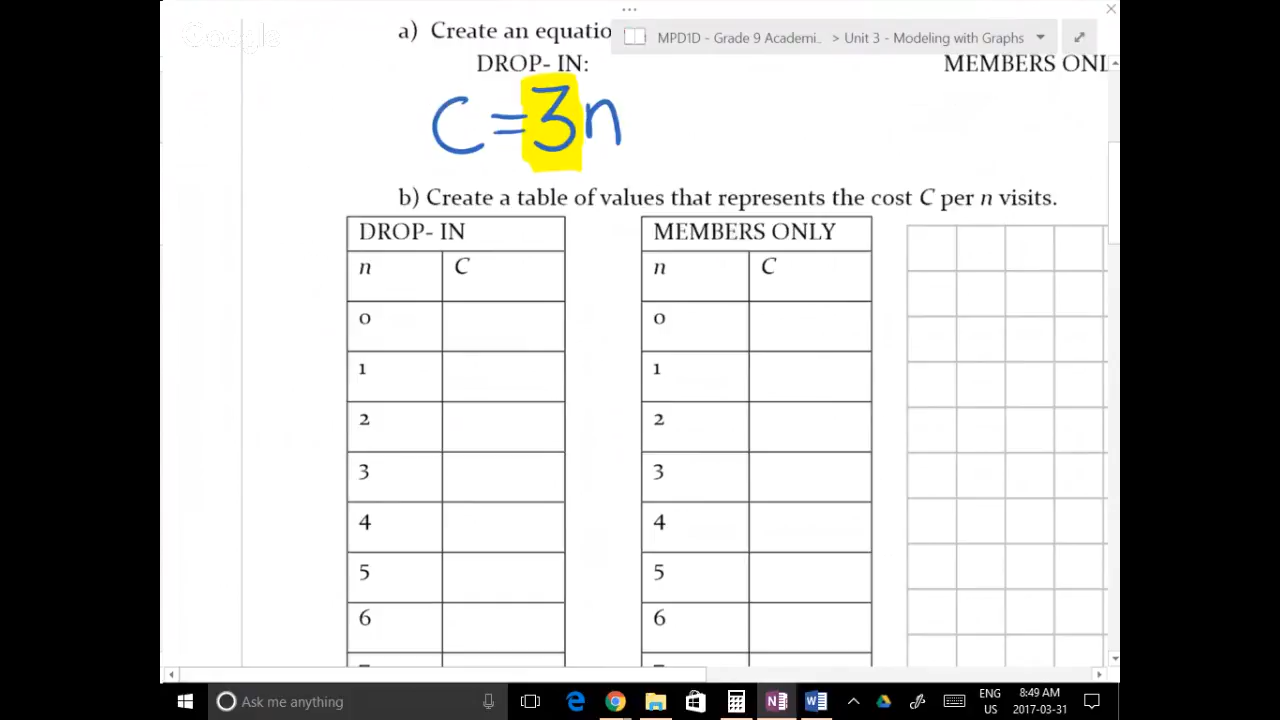 ...
a) Create an equatio
MPD1D - Grade 9 Academi.. > Unit 3 - Modeling with Graphs
DROP- IN:
MEMBERS ONL
C=3n
b) Create a table of values that represents the cost C per n visits.
DROP- IN
n C
0
1
2
3
4
5
6
MEMBERS ONLY
n C
0
1
2
3
4
5
6
Google
Ask me anything
ENG
US
8:49 AM
2017-03-31